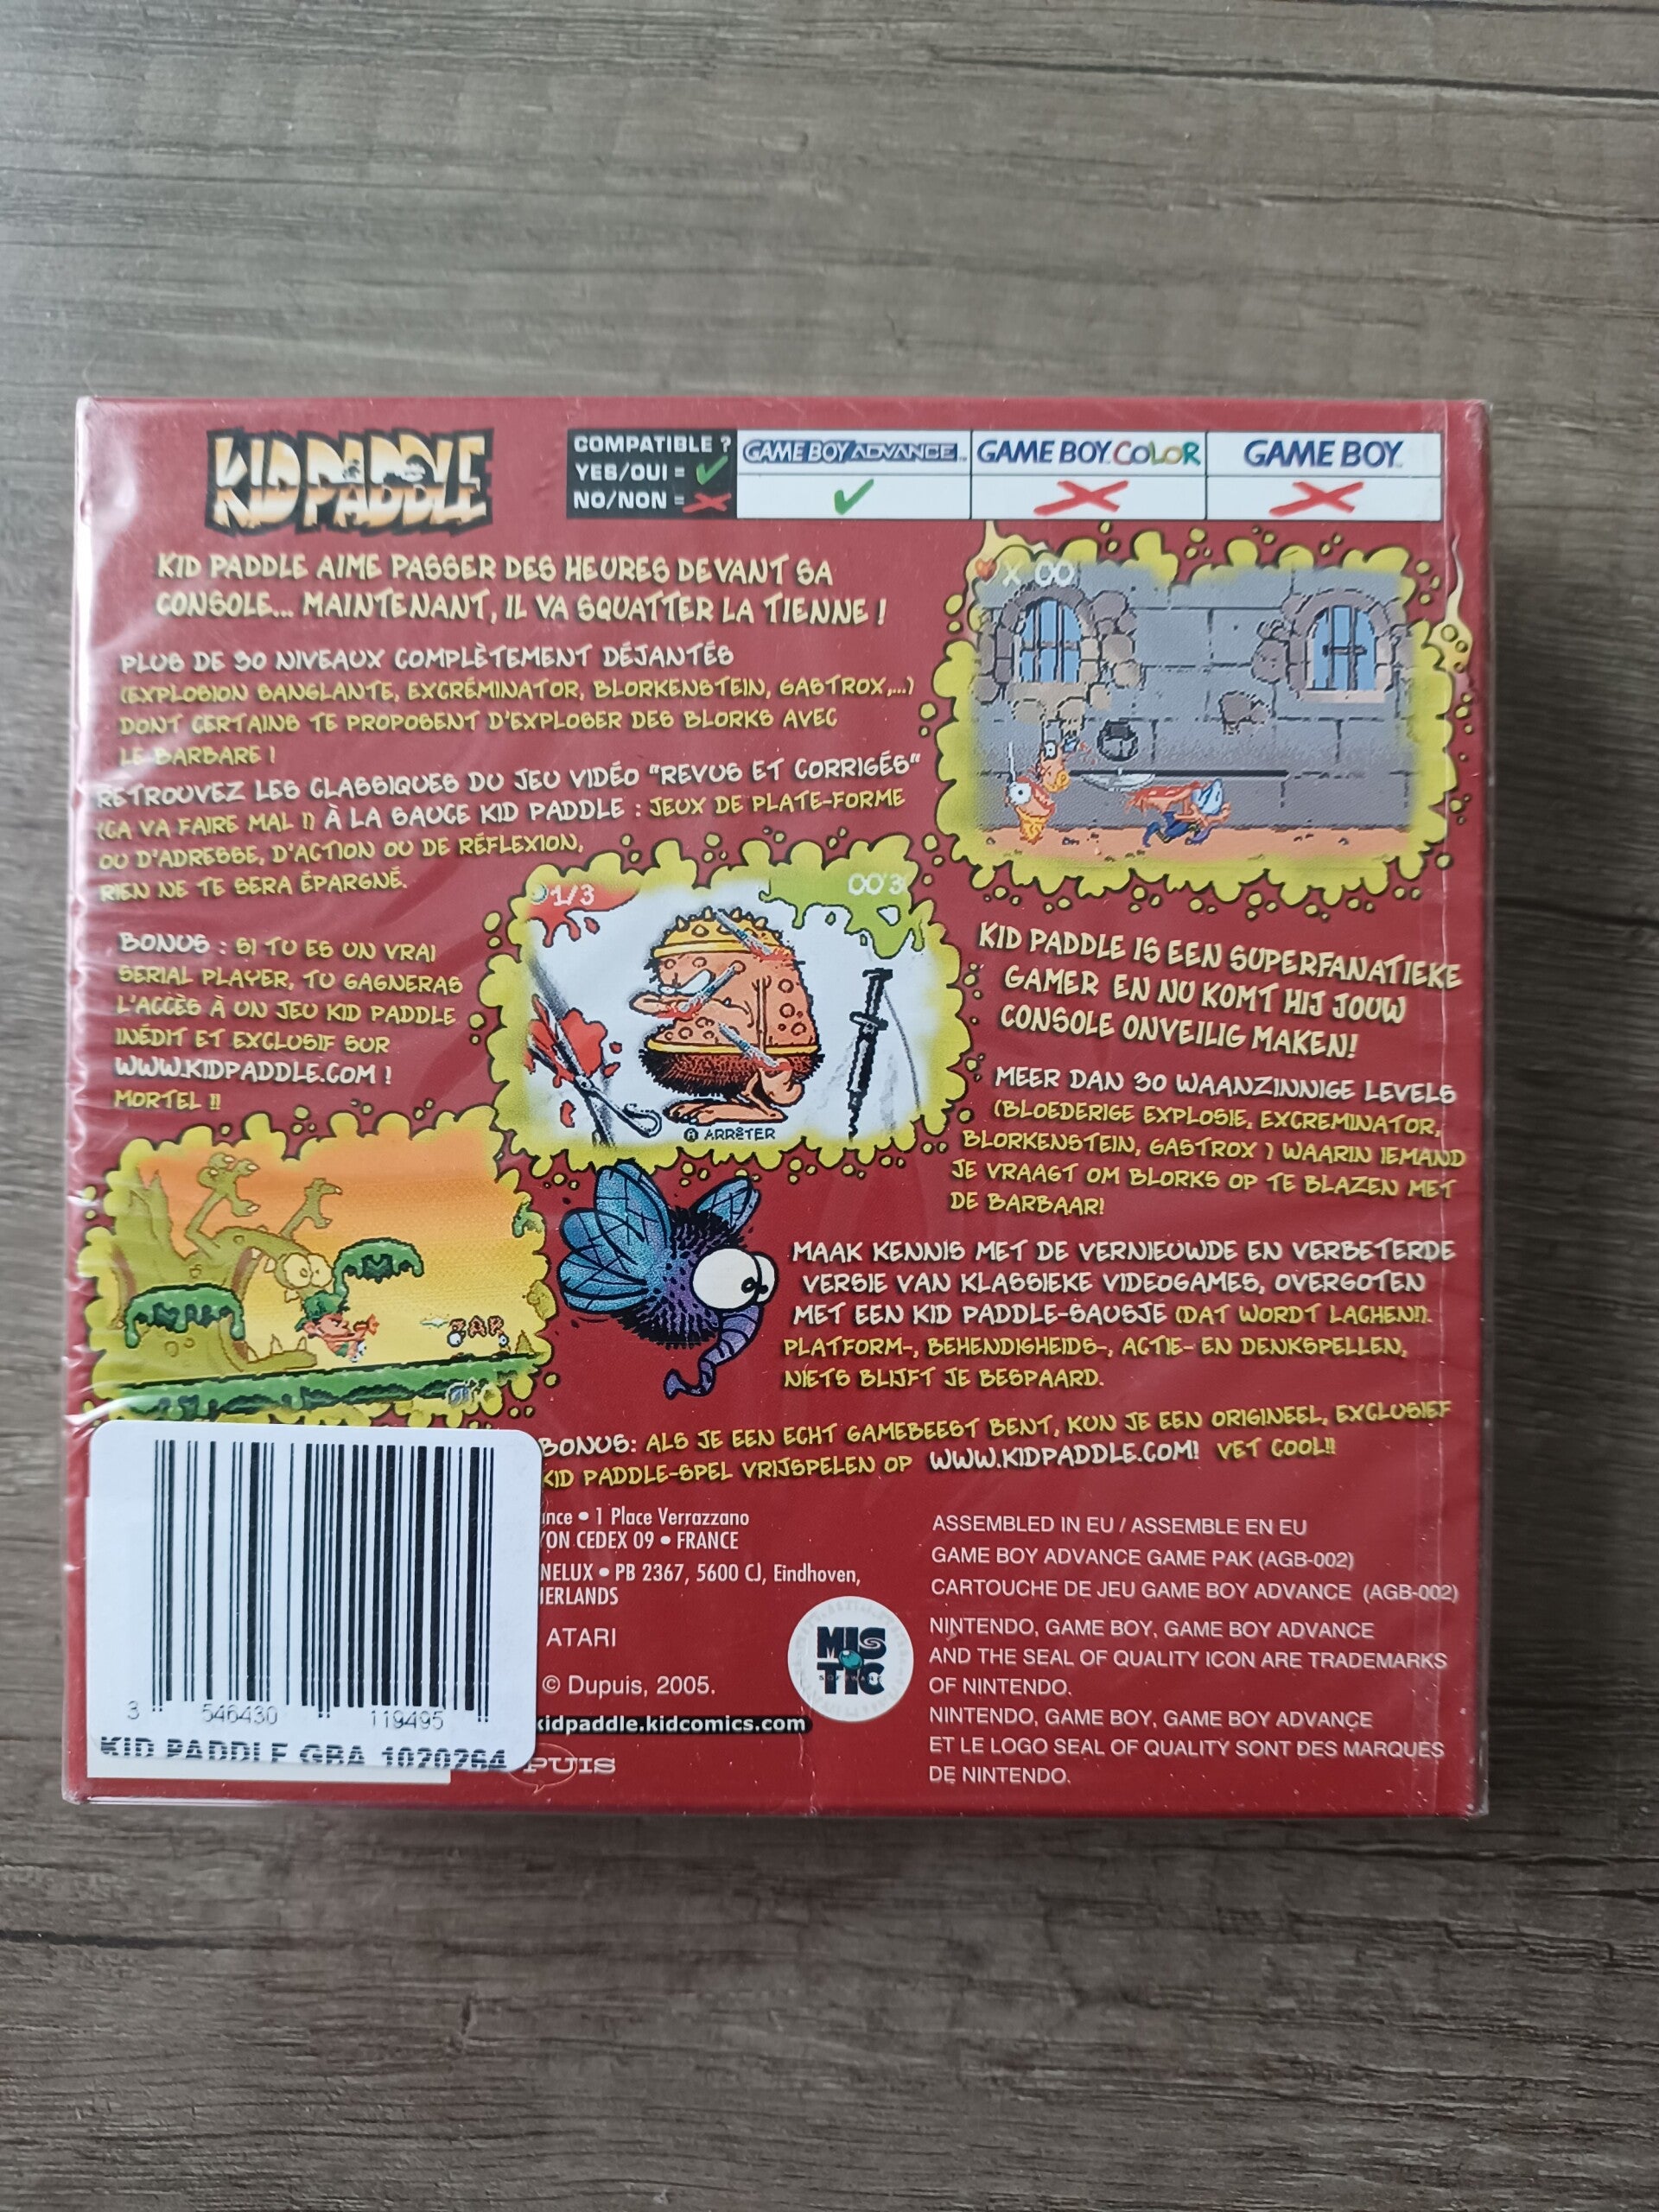 KID PADDLE
COMPATIBLE ?
YES/OUI =
NO/NON =
GAME BOY ADVANCE™
GAME BOY COLOR
GAME BOY™
KID PADDLE AIME PASSER DES HEURES DEVANT SA
CONSOLE... MAINTENANT, IL VA SQUATTER LA TIENNE !
PLUS DE 30 NIVEAUX COMPLÈTEMENT DÉJANTÉS
(EXPLOSION SANGLANTE, EXCRÉMINATOR, BLORKENSTEIN, GASTROX,...)
DONT CERTAINS TE PROPOSENT D'EXPLOSER DES BLORKS AVEC
LE BARBARE !
RETROUVEZ LES CLASSIQUES DU JEU VIDÉO "REVUS ET CORRIGÉS"
(ÇA VA FAIRE MAL !) À LA SAUCE KID PADDLE : JEUX DE PLATE-FORME
OU D'ADRESSE, D'ACTION OU DE RÉFLEXION,
RIEN NE TE SERA ÉPARGNÉ.
BONUS : SI TU ES UN VRAI
SERIAL PLAYER, TU GAGNERAS
L'ACCÈS À UN JEU KID PADDLE
INÉDIT ET EXCLUSIF SUR
WWW.KIDPADDLE.COM !
MORTEL !!
X 00
1/3
00'3
A ARRÊTER
ZAP
KID PADDLE IS EEN SUPERFANATIEKE
GAMER EN NU KOMT HIJ JOUW
CONSOLE ONVEILIG MAKEN!
MEER DAN 30 WAANZINNIGE LEVELS
(BLOEDERIGE EXPLOSIE, EXCREMINATOR,
BLORKENSTEIN, GASTROX ) WAARIN IEMAND
JE VRAAGT OM BLORKS OP TE BLAZEN MET
DE BARBAAR!
MAAK KENNIS MET DE VERNIEUWDE EN VERBETERDE
VERSIE VAN KLASSIEKE VIDEOGAMES, OVERGOTEN
MET EEN KID PADDLE-SAUSJE (DAT WORDT LACHEN!).
PLATFORM-, BEHENDIGHEIDS-, ACTIE- EN DENKSPELLEN,
NIETS BLIJFT JE BESPAARD.
BONUS: ALS JE EEN ECHT GAMEBEEST BENT, KUN JE EEN ORIGINEEL, EXCLUSIEF
KID PADDLE-SPEL VRIJSPELEN OP WWW.KIDPADDLE.COM! VET COOL!!
nce • 1 Place Verrazzano
YON CEDEX 09 • FRANCE
NELUX • PB 2367, 5600 CJ, Eindhoven,
ERLANDS
ATARI
© Dupuis, 2005.
kidpaddle.kidcomics.com
PUIS
MISTIC
SOFTWARE
ASSEMBLED IN EU / ASSEMBLE EN EU
GAME BOY ADVANCE GAME PAK (AGB-002)
CARTOUCHE DE JEU GAME BOY ADVANCE (AGB-002)
NINTENDO, GAME BOY, GAME BOY ADVANCE
AND THE SEAL OF QUALITY ICON ARE TRADEMARKS
OF NINTENDO.
NINTENDO, GAME BOY, GAME BOY ADVANCE
ET LE LOGO SEAL OF QUALITY SONT DES MARQUES
DE NINTENDO.
3 546430 119495
KID PADDLE GBA 1020264